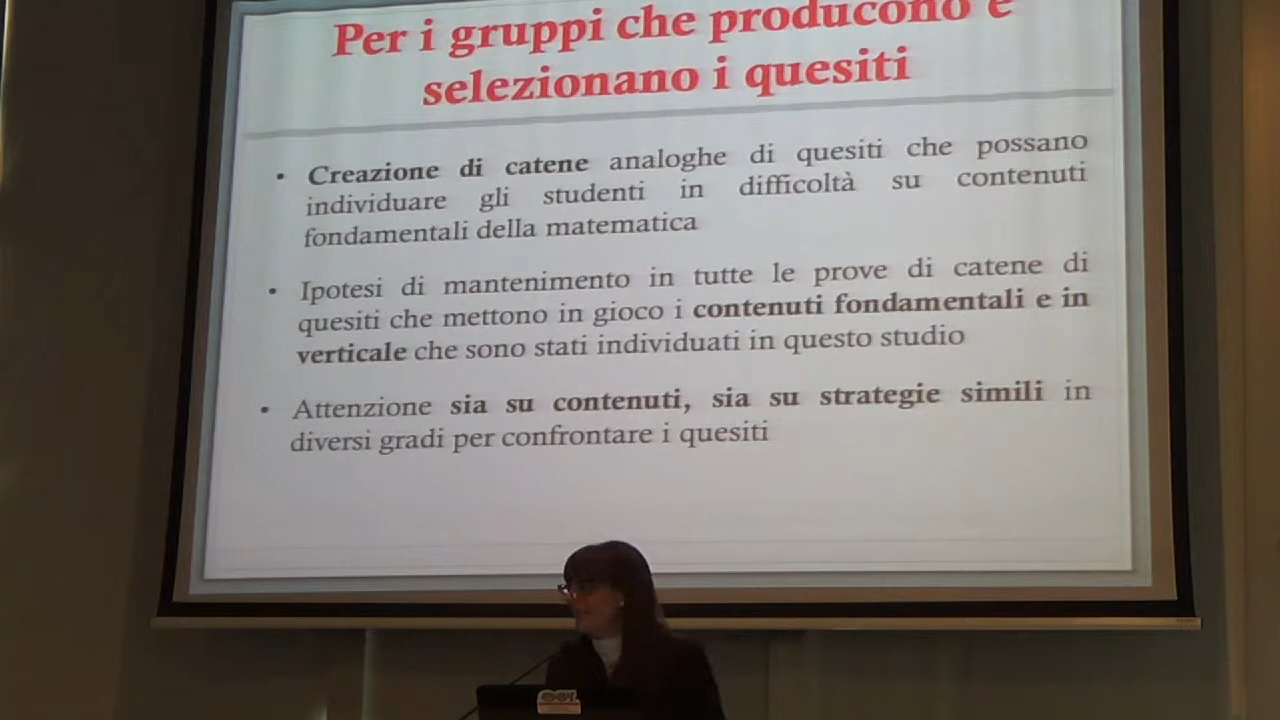 Per i gruppi che producono e
selezionano i quesiti
• Creazione di catene analoghe di quesiti che possano
individuare gli studenti in difficoltà su contenuti
fondamentali della matematica
• Ipotesi di mantenimento in tutte le prove di catene di
quesiti che mettono in gioco i contenuti fondamentali e in
verticale che sono stati individuati in questo studio
• Attenzione sia su contenuti, sia su strategie simili in
diversi gradi per confrontare i quesiti